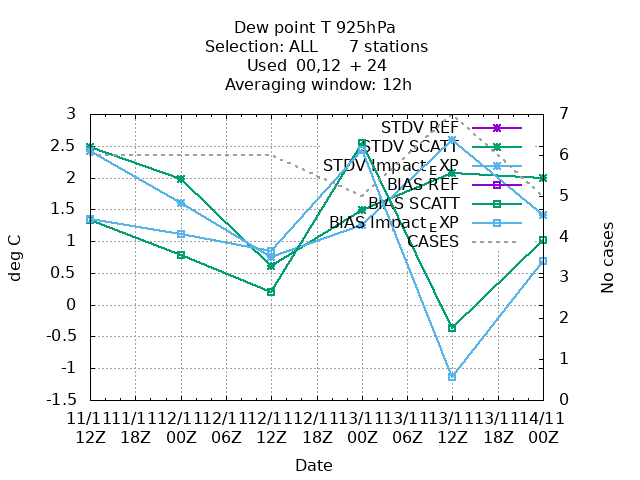 Dew point T 925hPa
Selection: ALL 7 stations
Used 00,12 + 24
Averaging window: 12h
STDV REF
STDV SCATT
STDV Impact_EXP
BIAS REF
BIAS SCATT
BIAS Impact_EXP
CASES
3
2.5
2
1.5
1
0.5
0
-0.5
-1
-1.5
deg C
7
6
5
4
3
2
1
0
No cases
11/11 11/11 12/11 12/11 12/11 12/11 13/11 13/11 13/11 13/11 14/11
12Z 18Z 00Z 06Z 12Z 18Z 00Z 06Z 12Z 18Z 00Z
Date